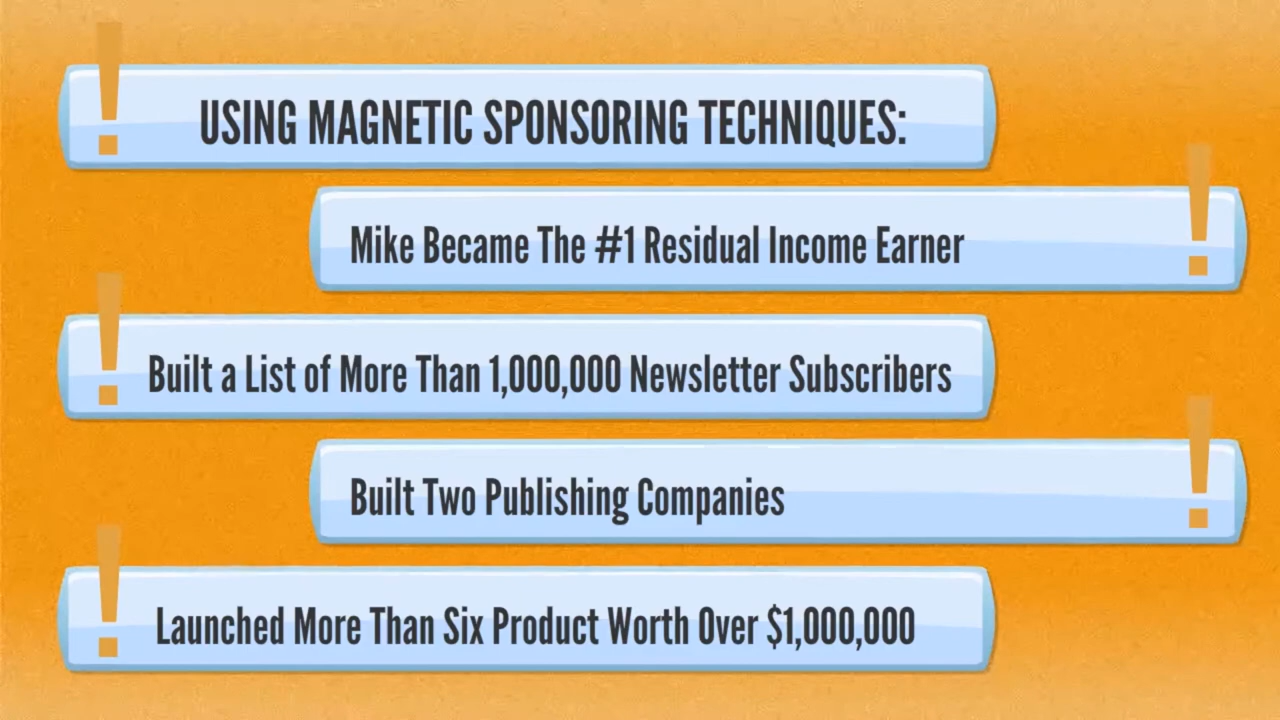 USING MAGNETIC SPONSORING TECHNIQUES:
Mike Became The #1 Residual Income Earner
Built a List of More Than 1,000,000 Newsletter Subscribers
Built Two Publishing Companies
Launched More Than Six Product Worth Over $1,000,000